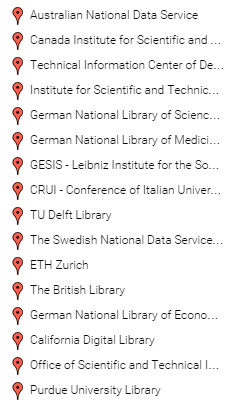 Australian National Data Service
Canada Institute for Scientific and ...
Technical Information Center of De...
Institute for Scientific and Technic...
German National Library of Scienc...
German National Library of Medici...
GESIS - Leibniz Institute for the So...
CRUI - Conference of Italian Univer...
TU Delft Library
The Swedish National Data Service...
ETH Zurich
The British Library
German National Library of Econo...
California Digital Library
Office of Scientific and Technical I...
Purdue University Library